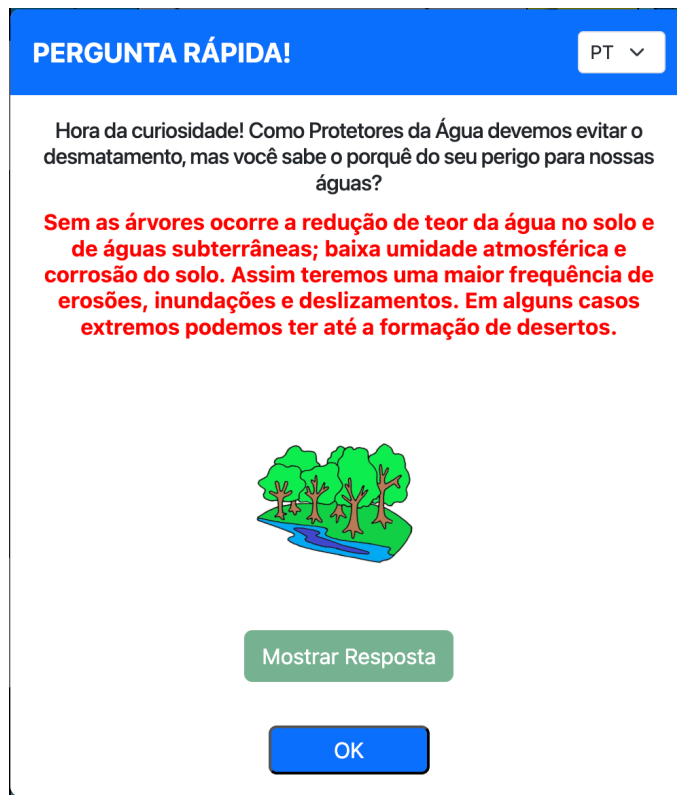 PERGUNTA RÁPIDA!
PT
Hora da curiosidade! Como Protetores da Água devemos evitar o
desmatamento, mas você sabe o porquê do seu perigo para nossas
águas?
Sem as árvores ocorre a redução de teor da água no solo e
de águas subterrâneas; baixa umidade atmosférica e
corrosão do solo. Assim teremos uma maior frequência de
erosões, inundações e deslizamentos. Em alguns casos
extremos podemos ter até a formação de desertos.
Mostrar Resposta
OK